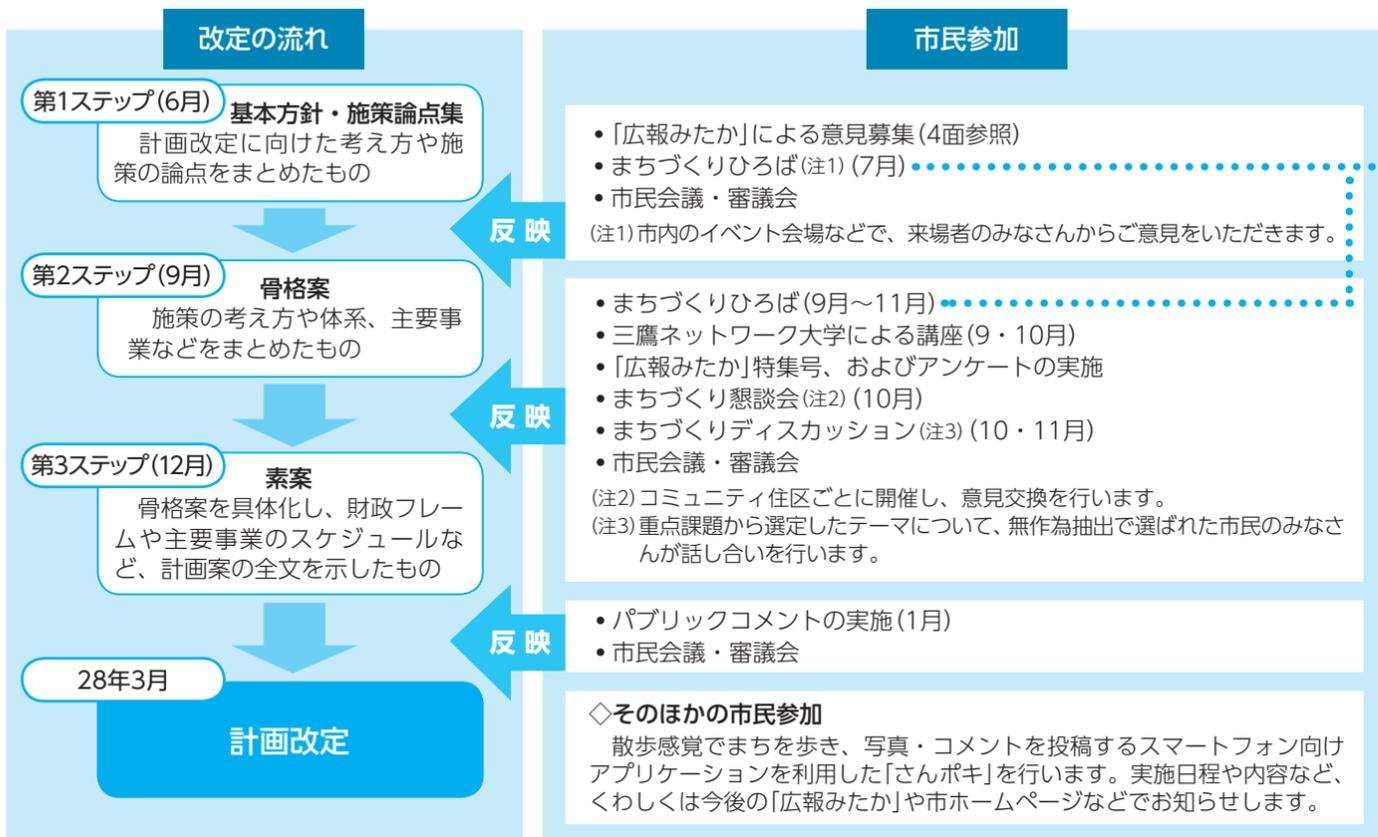 改定の流れ
第1ステップ(6月)
基本方針・施策論点集
計画改定に向けた考え方や施
策の論点をまとめたもの
第2ステップ(9月)
骨格案
施策の考え方や体系、主要事
業などをまとめたもの
第3ステップ(12月)
素案
骨格案を具体化し、財政フレー
ムや主要事業のスケジュールな
ど、計画案の全文を示したもの
28年3月
計画改定
市民参加
•「広報みたか」による意見募集(4面参照)
•まちづくりひろば(注1)(7月)
•市民会議・審議会
(注1)市内のイベント会場などで、来場者のみなさんからご意見をいただきます。
反映
•まちづくりひろば(9月〜11月)
•三鷹ネットワーク大学による講座(9・10月)
•「広報みたか」特集号、およびアンケートの実施
•まちづくり懇談会(注2)(10月)
•まちづくりディスカッション(注3)(10・11月)
•市民会議・審議会
(注2)コミュニティ住区ごとに開催し、意見交換を行います。
(注3)重点課題から選定したテーマについて、無作為抽出で選ばれた市民のみなさ
んが話し合いを行います。
反映
•パブリックコメントの実施(1月)
•市民会議・審議会
反映
◇そのほかの市民参加
散歩感覚でまちを歩き、写真・コメントを投稿するスマートフォン向け
アプリケーションを利用した「さんポキ」を行います。実施日程や内容など、
くわしくは今後の「広報みたか」や市ホームページなどでお知らせします。